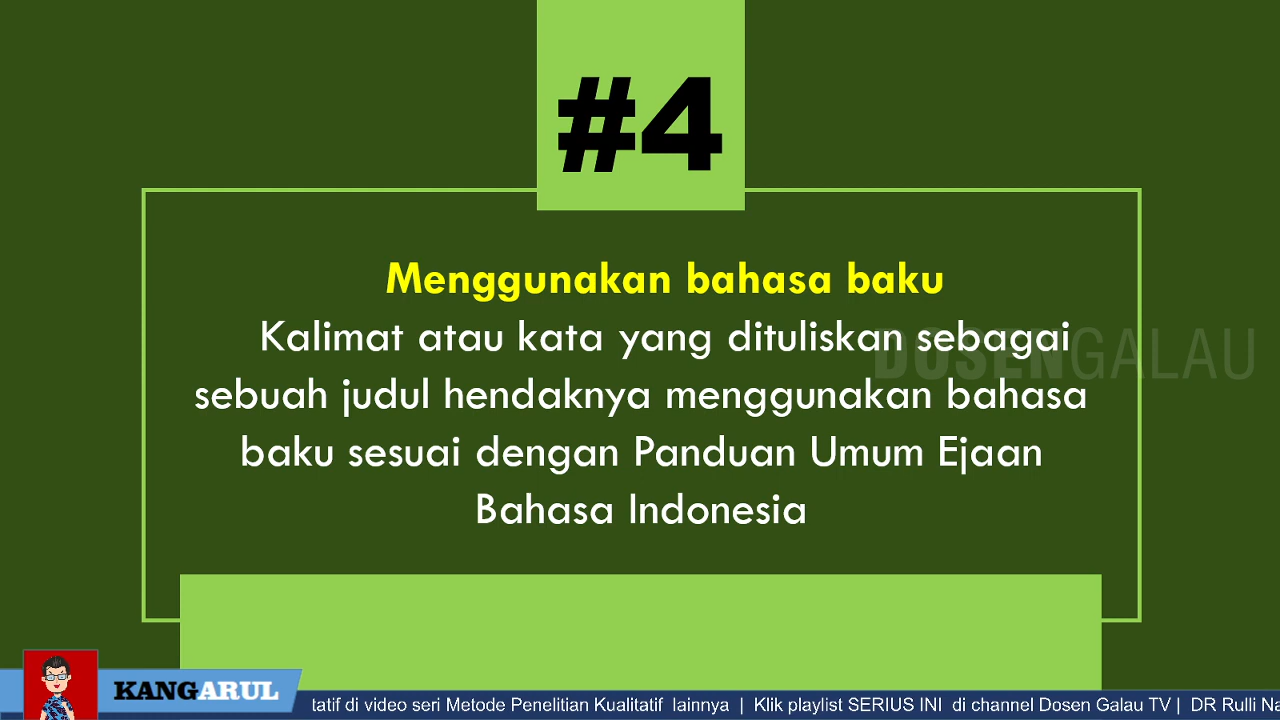 #4
Menggunakan bahasa baku
Kalimat atau kata yang dituliskan sebagai
sebuah judul hendaknya menggunakan bahasa
baku sesuai dengan Panduan Umum Ejaan
Bahasa Indonesia
DOSENGALAU
KANGARUL
tatif di video seri Metode Penelitian Kualitatif lainnya | Klik playlist SERIUS INI di channel Dosen Galau TV | DR Rulli Na